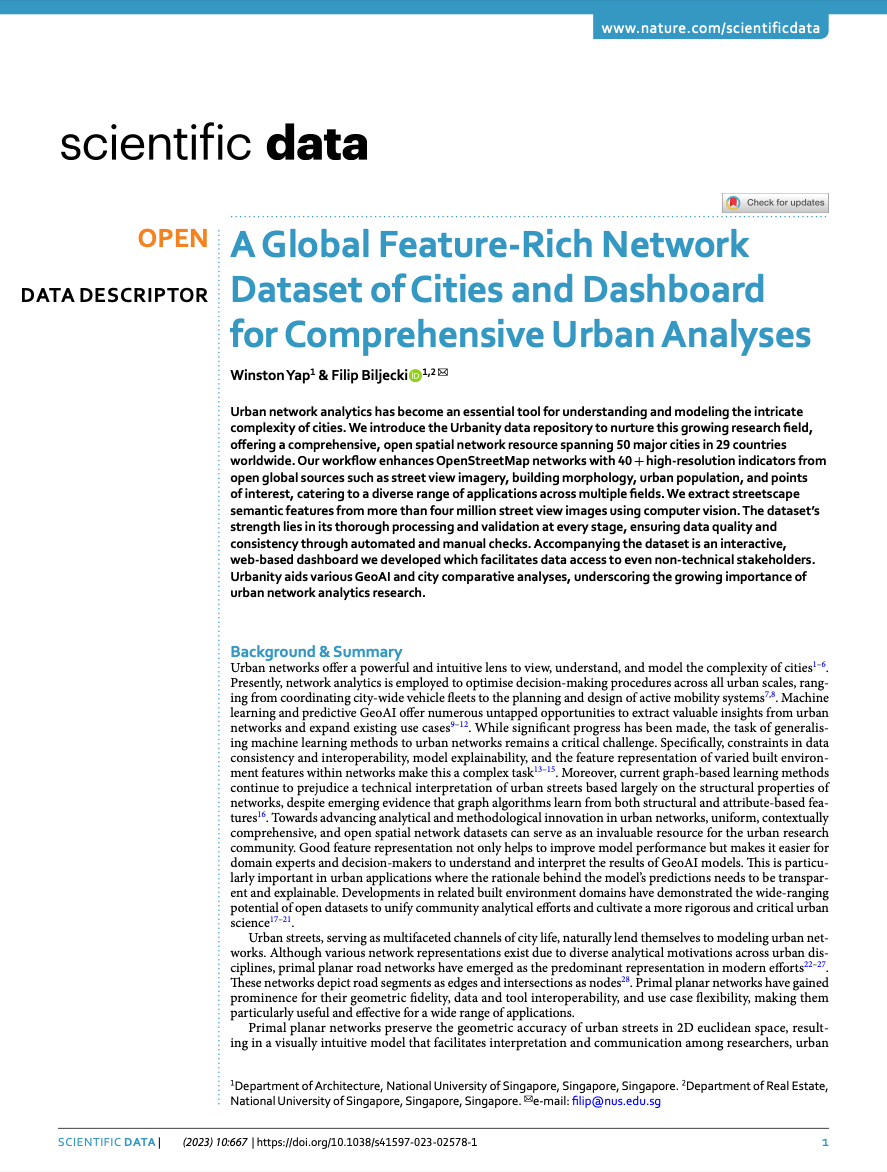 www.nature.com/scientificdata
scientific data
Check for updates
OPEN
DATA DESCRIPTOR
A Global Feature-Rich Network
Dataset of Cities and Dashboard
for Comprehensive Urban Analyses
Winston Yap1 & Filip Biljecki 1,2 ✉
Urban network analytics has become an essential tool for understanding and modeling the intricate
complexity of cities. We introduce the Urbanity data repository to nurture this growing research field,
offering a comprehensive, open spatial network resource spanning 50 major cities in 29 countries
worldwide. Our workflow enhances OpenStreetMap networks with 40 + high-resolution indicators from
open global sources such as street view imagery, building morphology, urban population, and points
of interest, catering to a diverse range of applications across multiple fields. We extract streetscape
semantic features from more than four million street view images using computer vision. The dataset's
strength lies in its thorough processing and validation at every stage, ensuring data quality and
consistency through automated and manual checks. Accompanying the dataset is an interactive,
web-based dashboard we developed which facilitates data access to even non-technical stakeholders.
Urbanity aids various GeoAI and city comparative analyses, underscoring the growing importance of
urban network analytics research.
Background & Summary
Urban networks offer a powerful and intuitive lens to view, understand, and model the complexity of cities1–6.
Presently, network analytics is employed to optimise decision-making procedures across all urban scales, rang-
ing from coordinating city-wide vehicle fleets to the planning and design of active mobility systems7,8. Machine
learning and predictive GeoAI offer numerous untapped opportunities to extract valuable insights from urban
networks and expand existing use cases9–12. While significant progress has been made, the task of generalis-
ing machine learning methods to urban networks remains a critical challenge. Specifically, constraints in data
consistency and interoperability, model explainability, and the feature representation of varied built environ-
ment features within networks make this a complex task13–15. Moreover, current graph-based learning methods
continue to prejudice a technical interpretation of urban streets based largely on the structural properties of
networks, despite emerging evidence that graph algorithms learn from both structural and attribute-based fea-
tures16. Towards advancing analytical and methodological innovation in urban networks, uniform, contextually
comprehensive, and open spatial network datasets can serve as an invaluable resource for the urban research
community. Good feature representation not only helps to improve model performance but makes it easier for
domain experts and decision-makers to understand and interpret the results of GeoAI models. This is particu-
larly important in urban applications where the rationale behind the model's predictions needs to be transpar-
ent and explainable. Developments in related built environment domains have demonstrated the wide-ranging
potential of open datasets to unify community analytical efforts and cultivate a more rigorous and critical urban
science17–21.
Urban streets, serving as multifaceted channels of city life, naturally lend themselves to modeling urban net-
works. Although various network representations exist due to diverse analytical motivations across urban dis-
ciplines, primal planar road networks have emerged as the predominant representation in modern efforts22–27.
These networks depict road segments as edges and intersections as nodes28. Primal planar networks have gained
prominence for their geometric fidelity, data and tool interoperability, and use case flexibility, making them
particularly useful and effective for a wide range of applications.
Primal planar networks preserve the geometric accuracy of urban streets in 2D euclidean space, result-
ing in a visually intuitive model that facilitates interpretation and communication among researchers, urban
1Department of Architecture, National University of Singapore, Singapore, Singapore. 2Department of Real Estate,
National University of Singapore, Singapore, Singapore. ✉e-mail: filip@nus.edu.sg
SCIENTIFIC DATA | (2023) 10:667 | https://doi.org/10.1038/s41597-023-02578-1 1